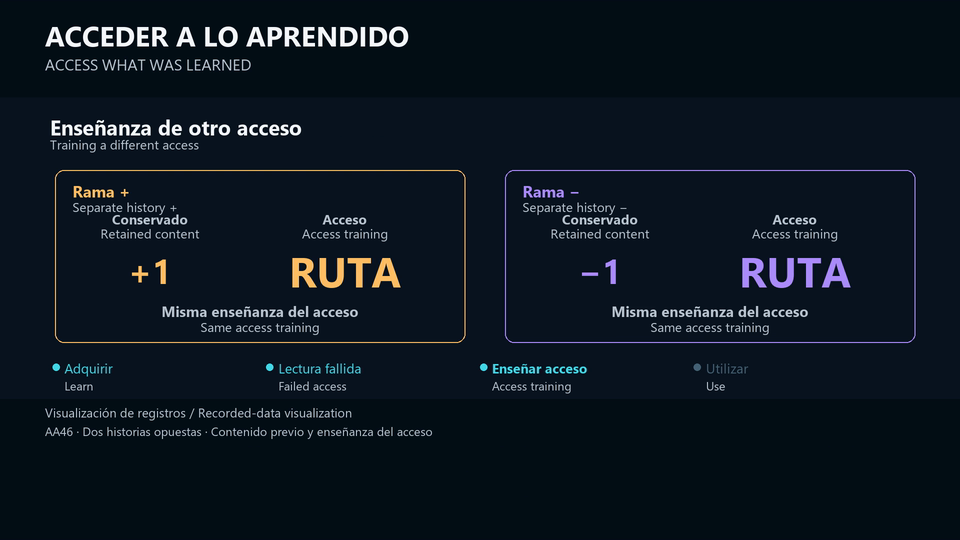 ACCEDER A LO APRENDIDO
ACCESS WHAT WAS LEARNED
Enseñanza de otro acceso
Training a different access
Rama +
Separate history +
Conservado
Retained content
+1
Acceso
Access training
RUTA
Misma enseñanza del acceso
Same access training
Rama −
Separate history −
Conservado
Retained content
−1
Acceso
Access training
RUTA
Misma enseñanza del acceso
Same access training
Adquirir
Learn
Lectura fallida
Failed access
Enseñar acceso
Access training
Utilizar
Use
Visualización de registros / Recorded-data visualization
AA46 · Dos historias opuestas · Contenido previo y enseñanza del acceso